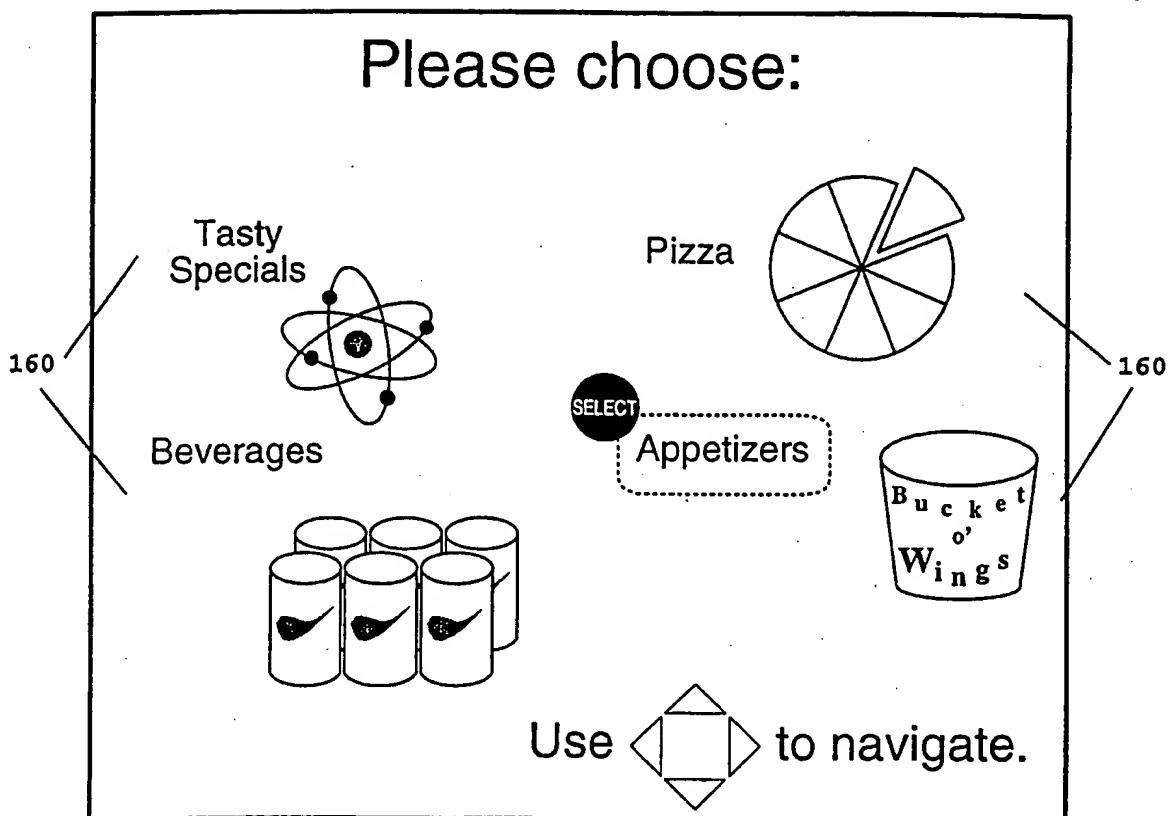 Please choose:
Tasty
Specials
Pizza
160
160
SELECT
Beverages
Appetizers
Bucket
o'
Wings
Use
to navigate.